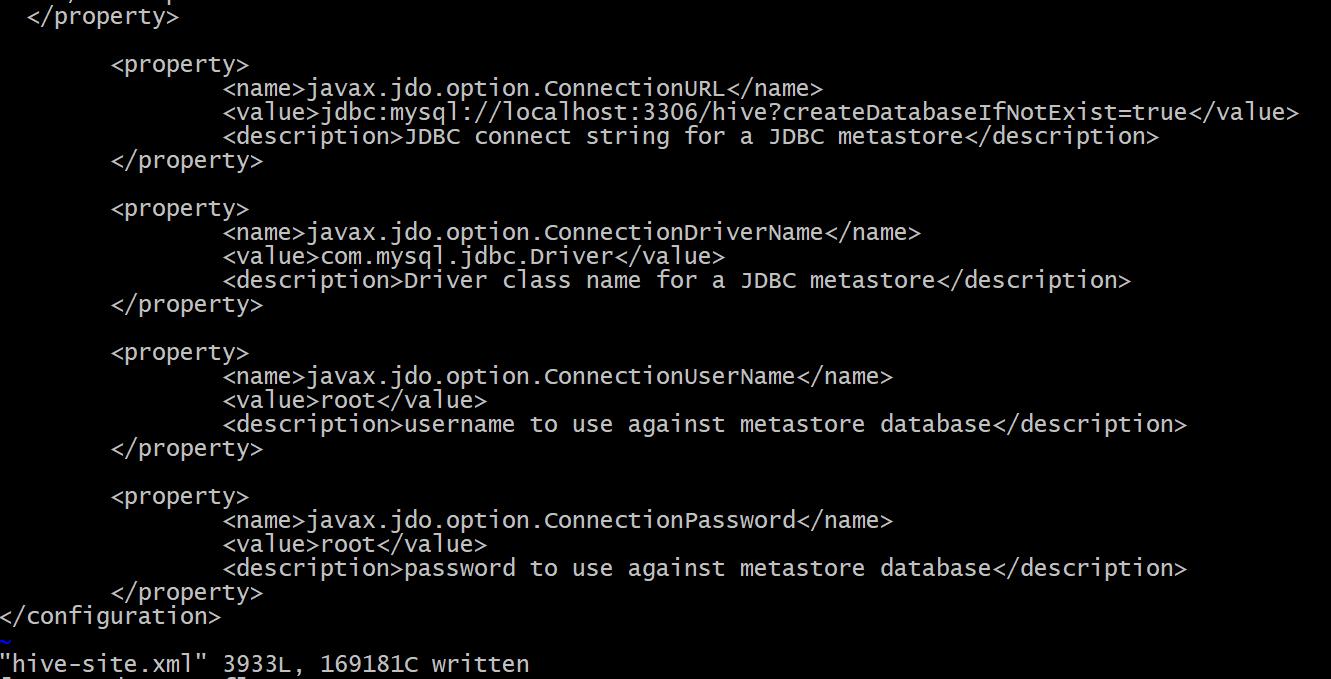 </property>
<property>
<name>javax.jdo.option.ConnectionURL</name>
<value>jdbc:mysql://localhost:3306/hive?createDatabaseIfNotExist=true</value>
<description>JDBC connect string for a JDBC metastore</description>
</property>
<property>
<name>javax.jdo.option.ConnectionDriverName</name>
<value>com.mysql.jdbc.Driver</value>
<description>Driver class name for a JDBC metastore</description>
</property>
<property>
<name>javax.jdo.option.ConnectionUserName</name>
<value>root</value>
<description>username to use against metastore database</description>
</property>
<property>
<name>javax.jdo.option.ConnectionPassword</name>
<value>root</value>
<description>password to use against metastore database</description>
</property>
</configuration>
~
"hive-site.xml" 3933L, 169181C written